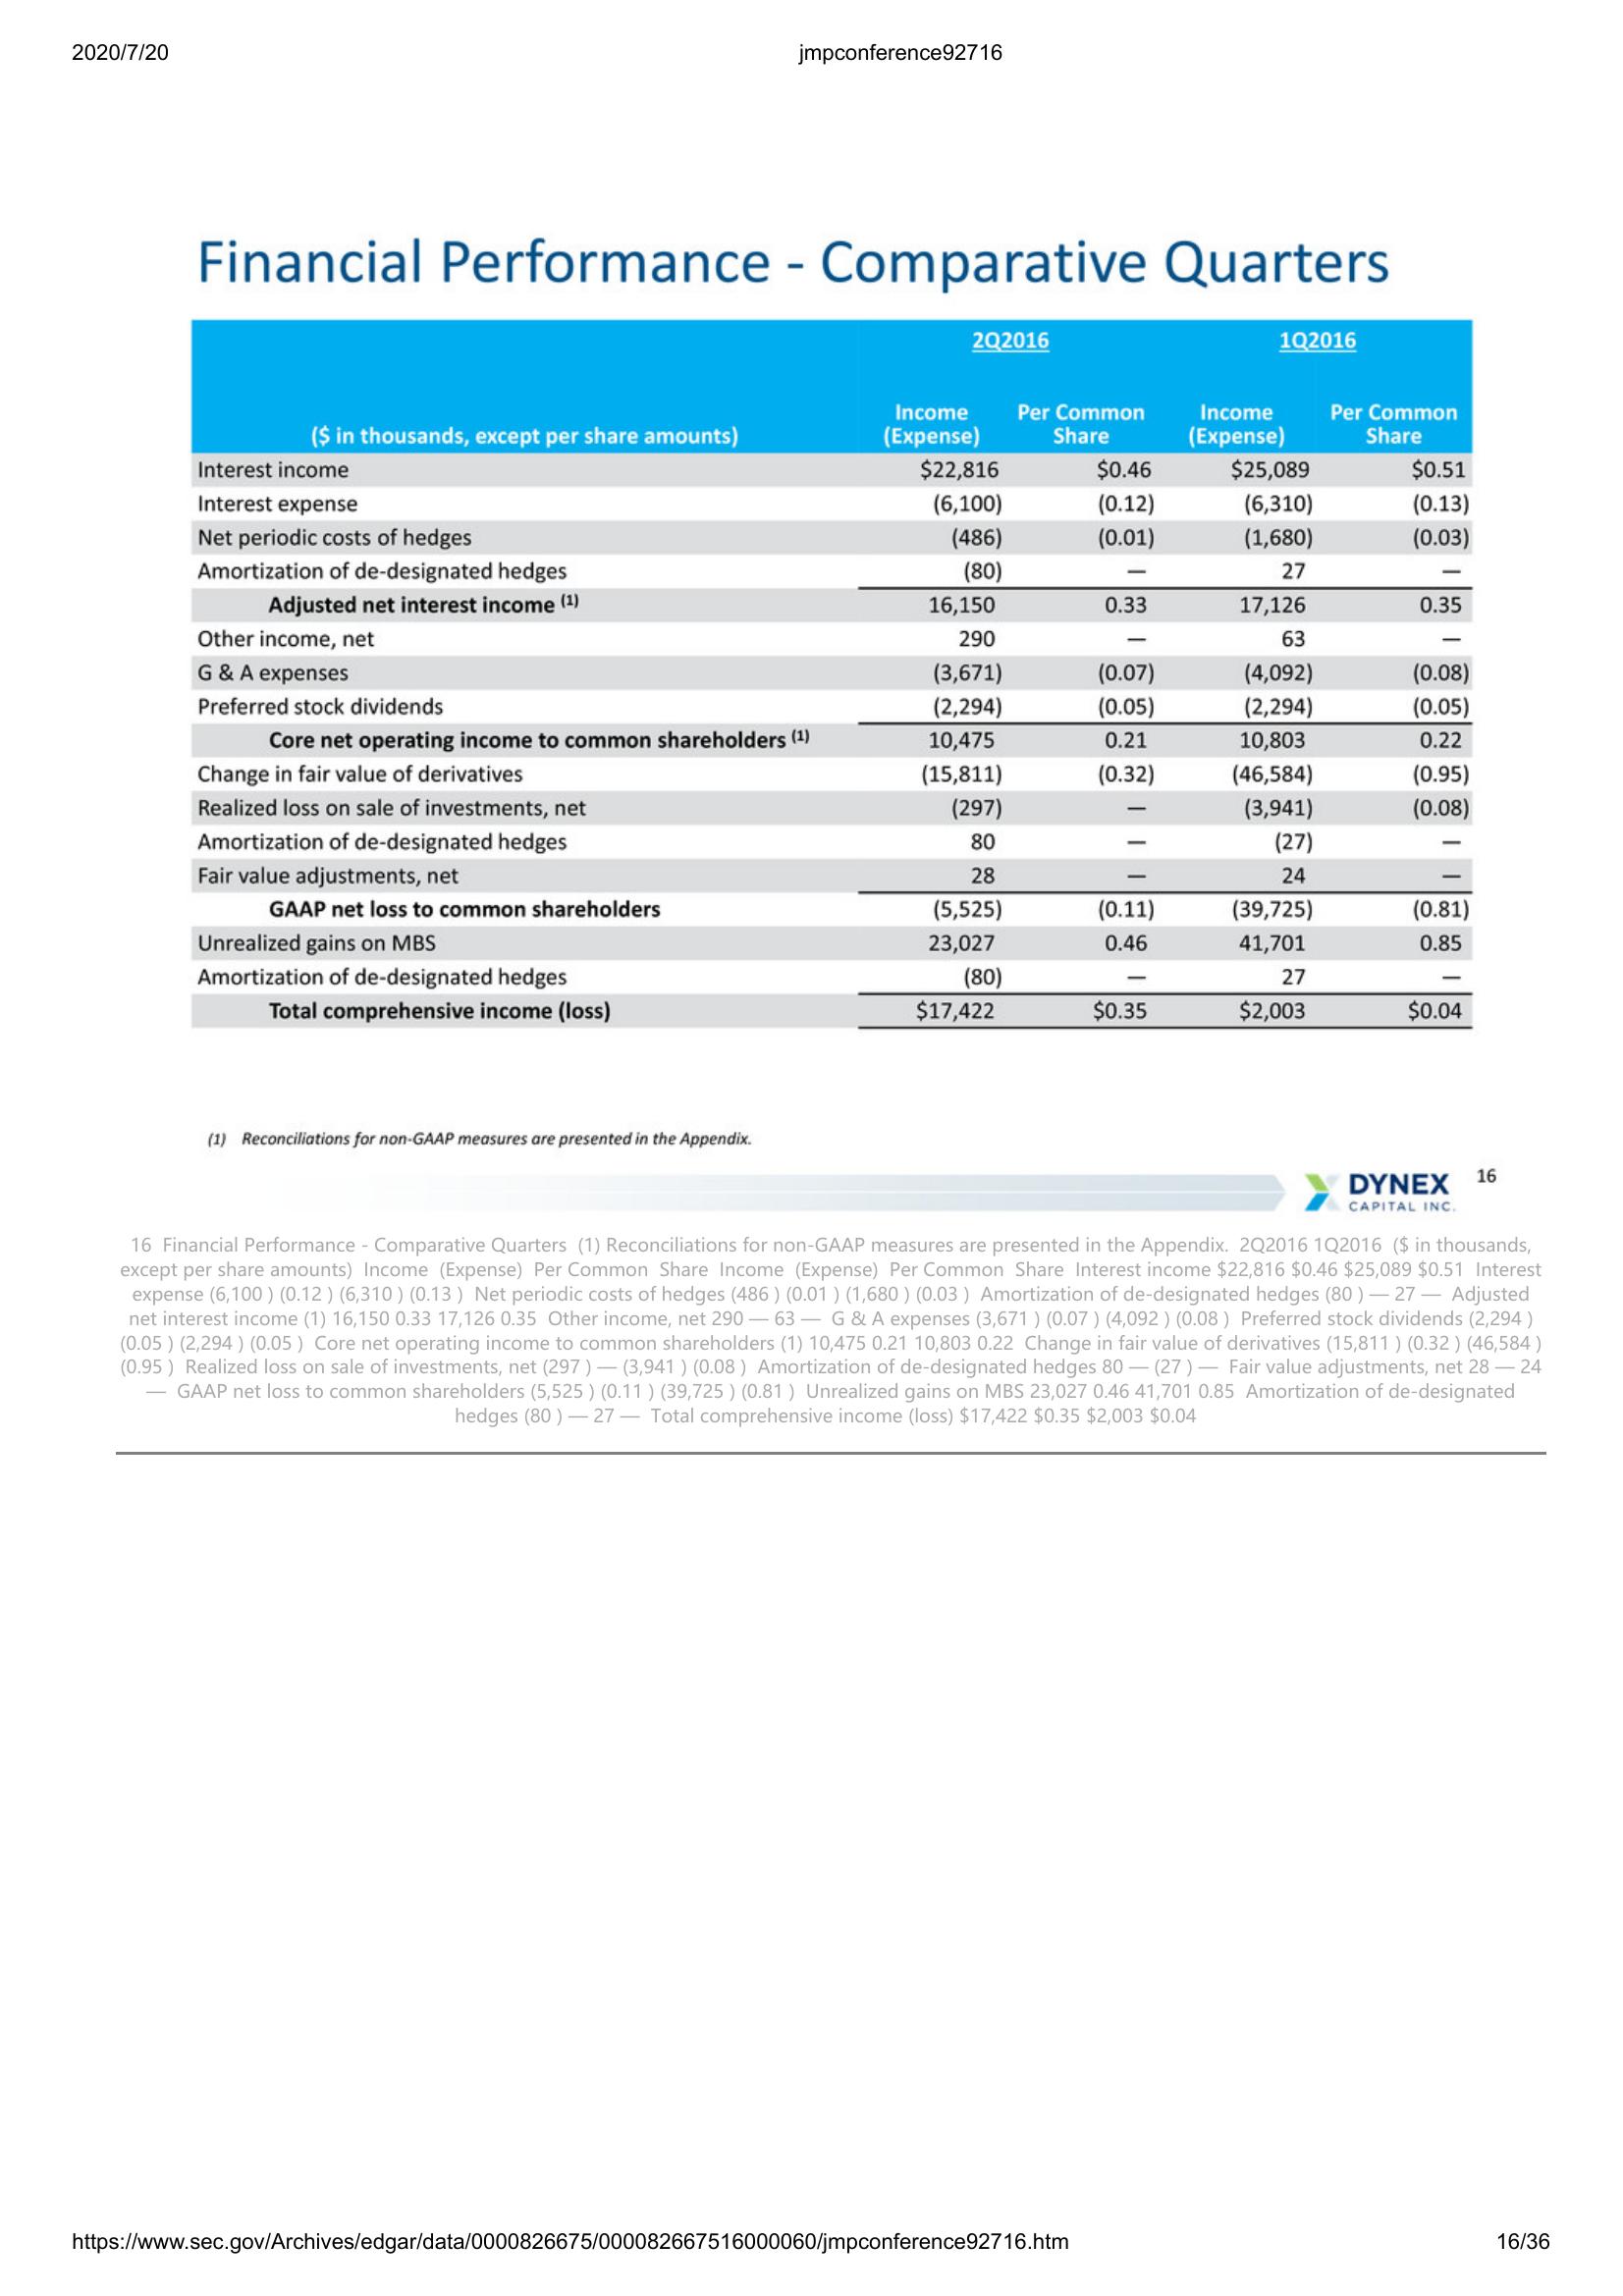 2020/7/20 jmpconference92716
Financial Performance - Comparative Quarters
2Q2016 1Q2016
($ in thousands, except per share amounts) Income (Expense) Per Common Share Income (Expense) Per Common Share
Interest income $22,816 $0.46 $25,089 $0.51
Interest expense (6,100) (0.12) (6,310) (0.13)
Net periodic costs of hedges (486) (0.01) (1,680) (0.03)
Amortization of de-designated hedges (80) — 27 —
Adjusted net interest income (1) 16,150 0.33 17,126 0.35
Other income, net 290 — 63 —
G & A expenses (3,671) (0.07) (4,092) (0.08)
Preferred stock dividends (2,294) (0.05) (2,294) (0.05)
Core net operating income to common shareholders (1) 10,475 0.21 10,803 0.22
Change in fair value of derivatives (15,811) (0.32) (46,584) (0.95)
Realized loss on sale of investments, net (297) — (3,941) (0.08)
Amortization of de-designated hedges 80 — (27) —
Fair value adjustments, net 28 — 24 —
GAAP net loss to common shareholders (5,525) (0.11) (39,725) (0.81)
Unrealized gains on MBS 23,027 0.46 41,701 0.85
Amortization of de-designated hedges (80) — 27 —
Total comprehensive income (loss) $17,422 $0.35 $2,003 $0.04
(1) Reconciliations for non-GAAP measures are presented in the Appendix.
DYNEX 16
CAPITAL INC.
16 Financial Performance - Comparative Quarters (1) Reconciliations for non-GAAP measures are presented in the Appendix. 2Q2016 1Q2016 ($ in thousands,
except per share amounts) Income (Expense) Per Common Share Income (Expense) Per Common Share Interest income $22,816 $0.46 $25,089 $0.51 Interest
expense (6,100 ) (0.12 ) (6,310 ) (0.13 ) Net periodic costs of hedges (486 ) (0.01 ) (1,680 ) (0.03 ) Amortization of de-designated hedges (80 ) — 27 — Adjusted
net interest income (1) 16,150 0.33 17,126 0.35 Other income, net 290 — 63 — G & A expenses (3,671 ) (0.07 ) (4,092 ) (0.08 ) Preferred stock dividends (2,294 )
(0.05 ) (2,294 ) (0.05 ) Core net operating income to common shareholders (1) 10,475 0.21 10,803 0.22 Change in fair value of derivatives (15,811 ) (0.32 ) (46,584 )
(0.95 ) Realized loss on sale of investments, net (297 ) — (3,941 ) (0.08 ) Amortization of de-designated hedges 80 — (27 ) — Fair value adjustments, net 28 — 24
— GAAP net loss to common shareholders (5,525 ) (0.11 ) (39,725 ) (0.81 ) Unrealized gains on MBS 23,027 0.46 41,701 0.85 Amortization of de-designated
hedges (80 ) — 27 — Total comprehensive income (loss) $17,422 $0.35 $2,003 $0.04
https://www.sec.gov/Archives/edgar/data/0000826675/000082667516000060/jmpconference92716.htm 16/36